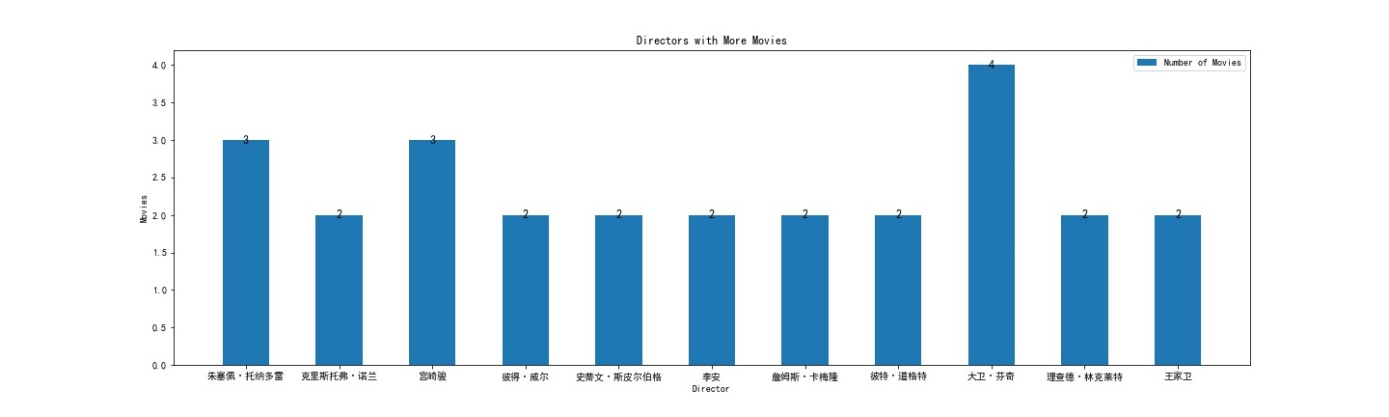 Directors with More Movies
Number of Movies
4.0
3.5
3.0
2.5
2.0
1.5
1.0
0.5
0.0
Movies
3 2 3 2 2 2 2 2 4 2 2
朱塞佩·托纳多雷 克里斯托弗·诺兰 宫崎骏 彼得·威尔 史蒂文·斯皮尔伯格 李安 詹姆斯·卡梅隆 彼特·道格特 大卫·芬奇 理查德·林克莱特 王家卫
Director